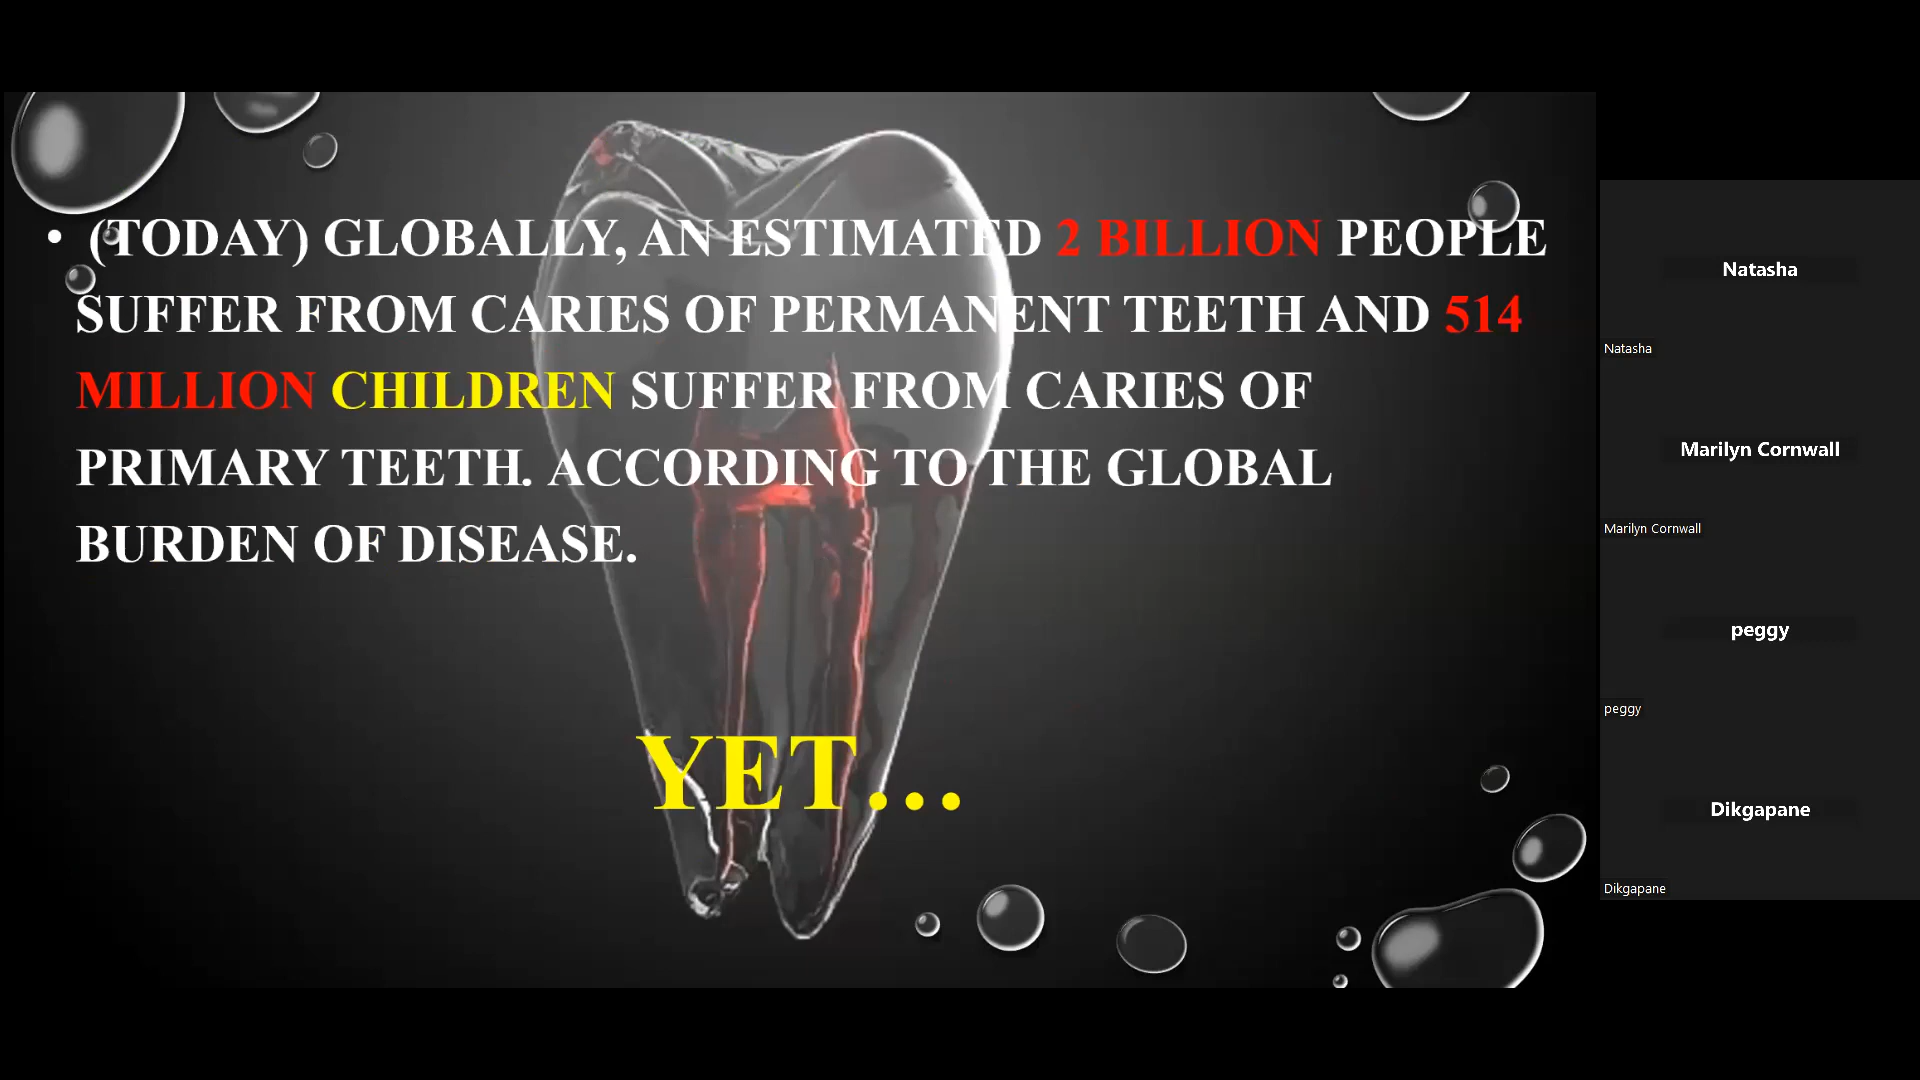 • (TODAY) GLOBALLY, AN ESTIMATED 2 BILLION PEOPLE
SUFFER FROM CARIES OF PERMANENT TEETH AND 514
MILLION CHILDREN SUFFER FROM CARIES OF
PRIMARY TEETH. ACCORDING TO THE GLOBAL
BURDEN OF DISEASE.
YET...
Natasha
Natasha
Marilyn Cornwall
Marilyn Cornwall
peggy
peggy
Dikgapane
Dikgapane